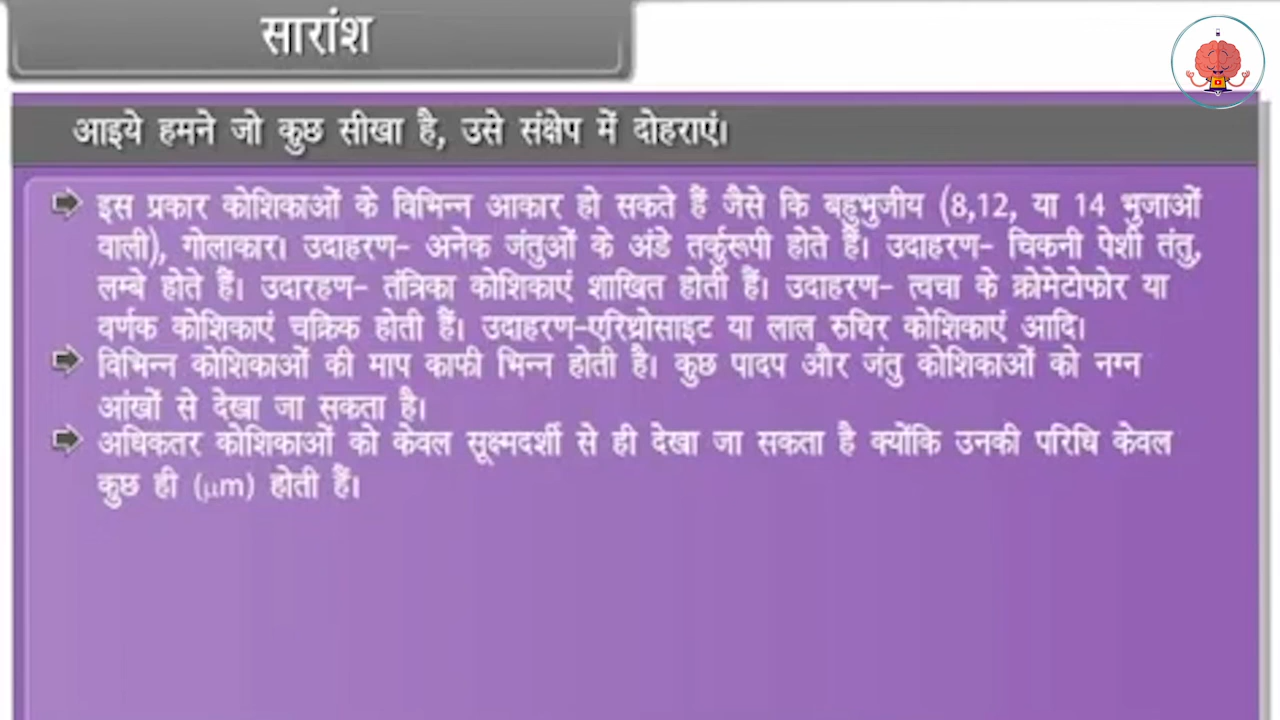 सारांश
आइये हमने जो कुछ सीखा है, उसे संक्षेप में दोहराएं।
इस प्रकार कोशिकाओं के विभिन्न आकार हो सकते हैं जैसे कि बहुभुजीय (8,12, या 14 भुजाओं
वाली), गोलाकार। उदाहरण- अनेक जंतुओं के अंडे तर्कुरूपी होते हैं। उदाहरण- चिकनी पेशी तंतु,
लम्बे होते हैं। उदारहण- तंत्रिका कोशिकाएं शाखित होती हैं। उदाहरण- त्वचा के क्रोमेटोफोर या
वर्णक कोशिकाएं चक्रिक होती हैं। उदाहरण-एरिथ्रोसाइट या लाल रुधिर कोशिकाएं आदि।
विभिन्न कोशिकाओं की माप काफी भिन्न होती है। कुछ पादप और जंतु कोशिकाओं को नग्न
आंखों से देखा जा सकता है।
अधिकतर कोशिकाओं को केवल सूक्ष्मदर्शी से ही देखा जा सकता है क्योंकि उनकी परिधि केवल
कुछ ही (μm) होती हैं।